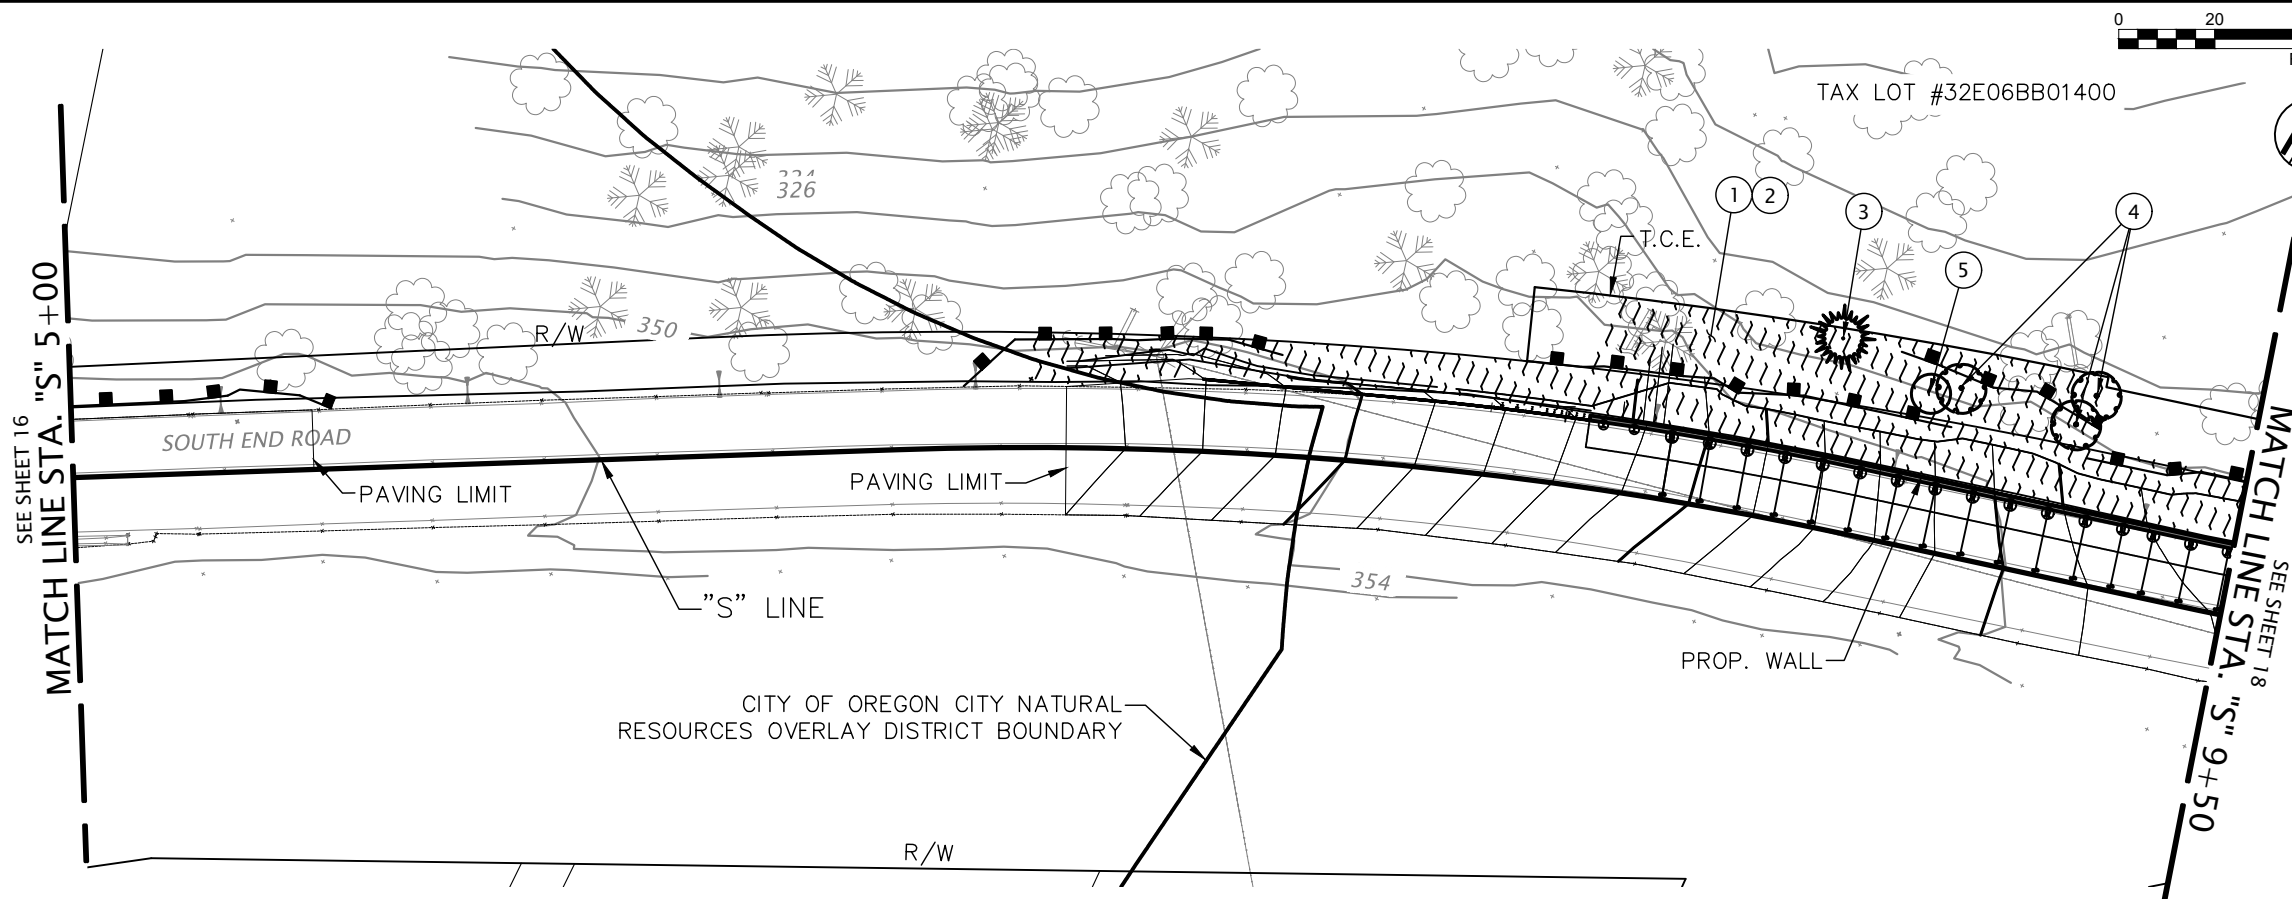 0 20
TAX LOT #32E06BB01400
326
1 2 3 4
T.C.E.
5
R/W
350
SEE SHEET 16
MATCH LINE STA. "S" 5+00
SOUTH END ROAD
PAVING LIMIT
PAVING LIMIT
354
"S" LINE
PROP. WALL
MATCH LINE STA. "S" 9+50
SEE SHEET 18
CITY OF OREGON CITY NATURAL
RESOURCES OVERLAY DISTRICT BOUNDARY
R/W